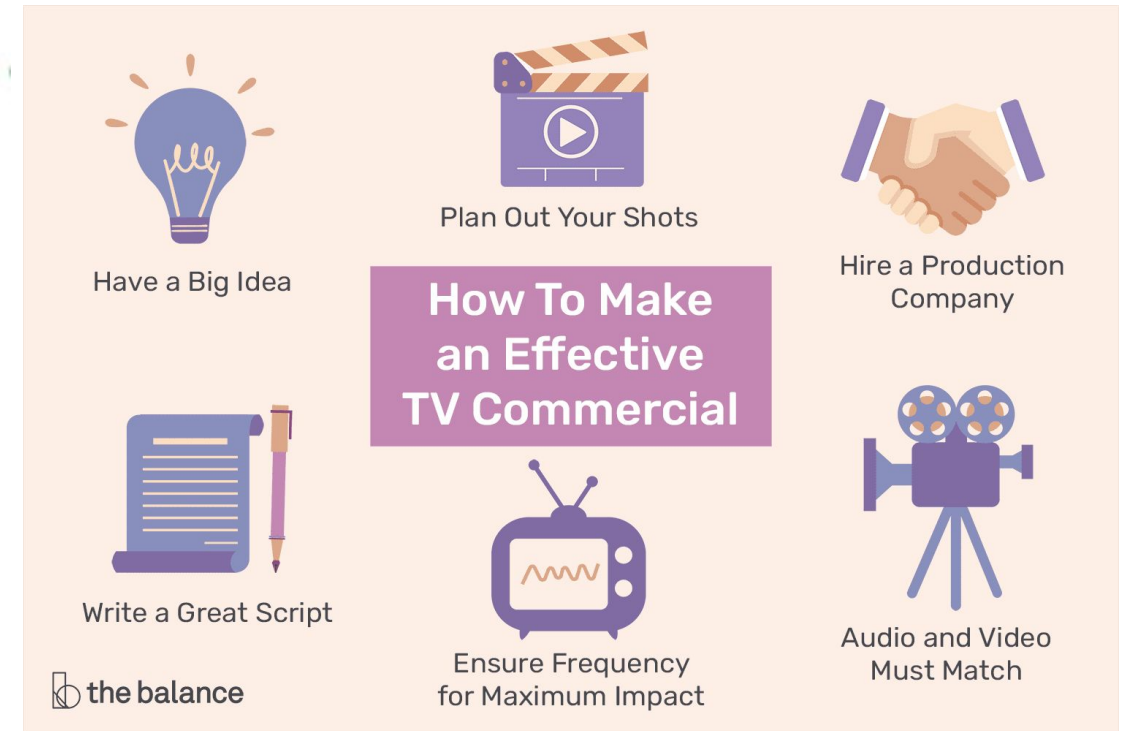 Have a Big Idea
Plan Out Your Shots
Hire a Production
Company
How To Make
an Effective
TV Commercial
Write a Great Script
Ensure Frequency
for Maximum Impact
Audio and Video
Must Match
the balance